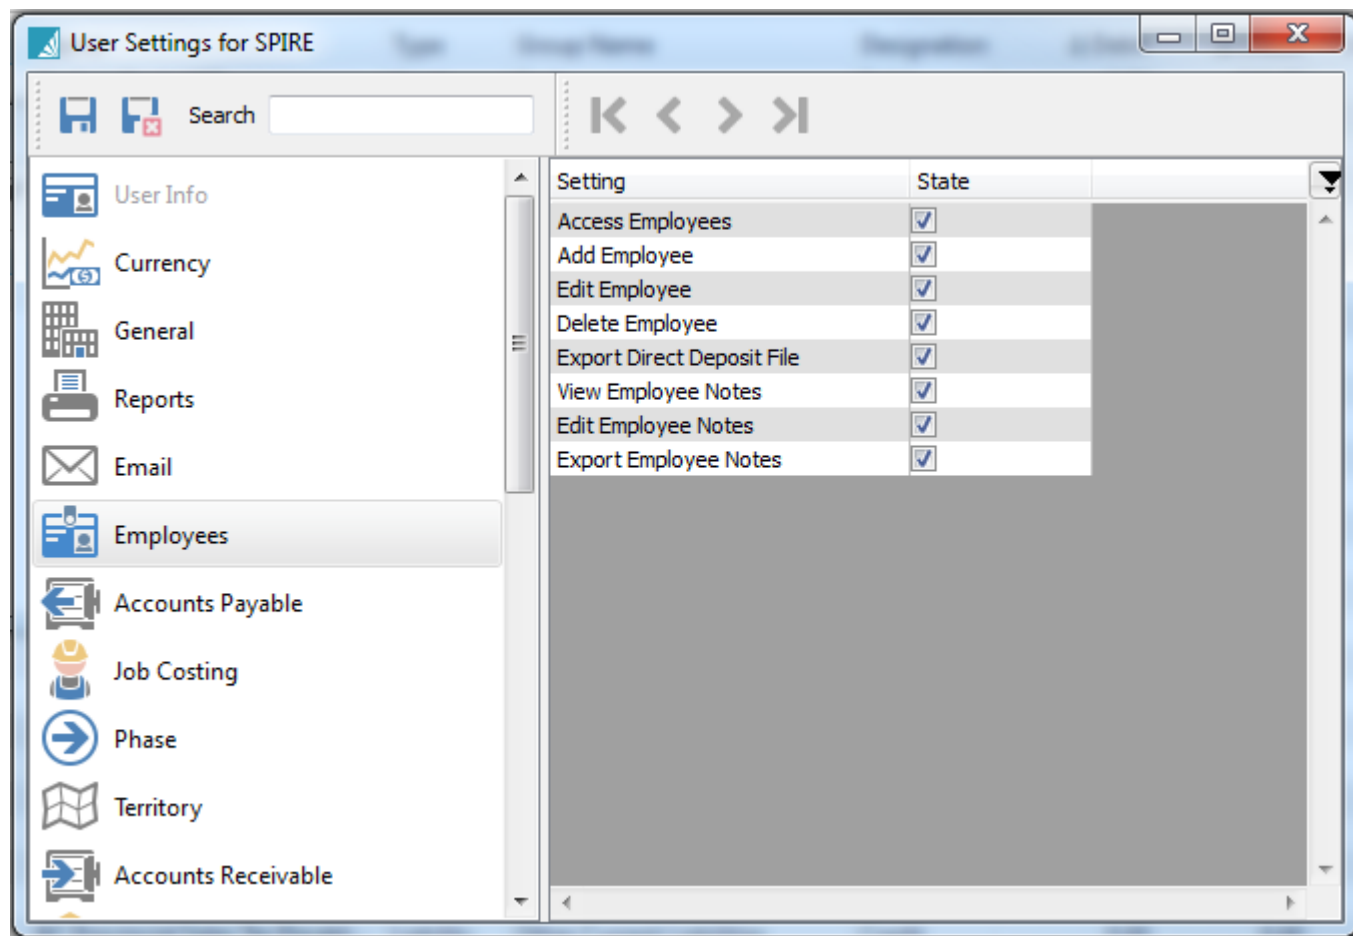 User Settings for SPIRE
Search
User Info
Currency
General
Reports
Email
Employees
Accounts Payable
Job Costing
Phase
Territory
Accounts Receivable
Setting State
Access Employees
Add Employee
Edit Employee
Delete Employee
Export Direct Deposit File
View Employee Notes
Edit Employee Notes
Export Employee Notes